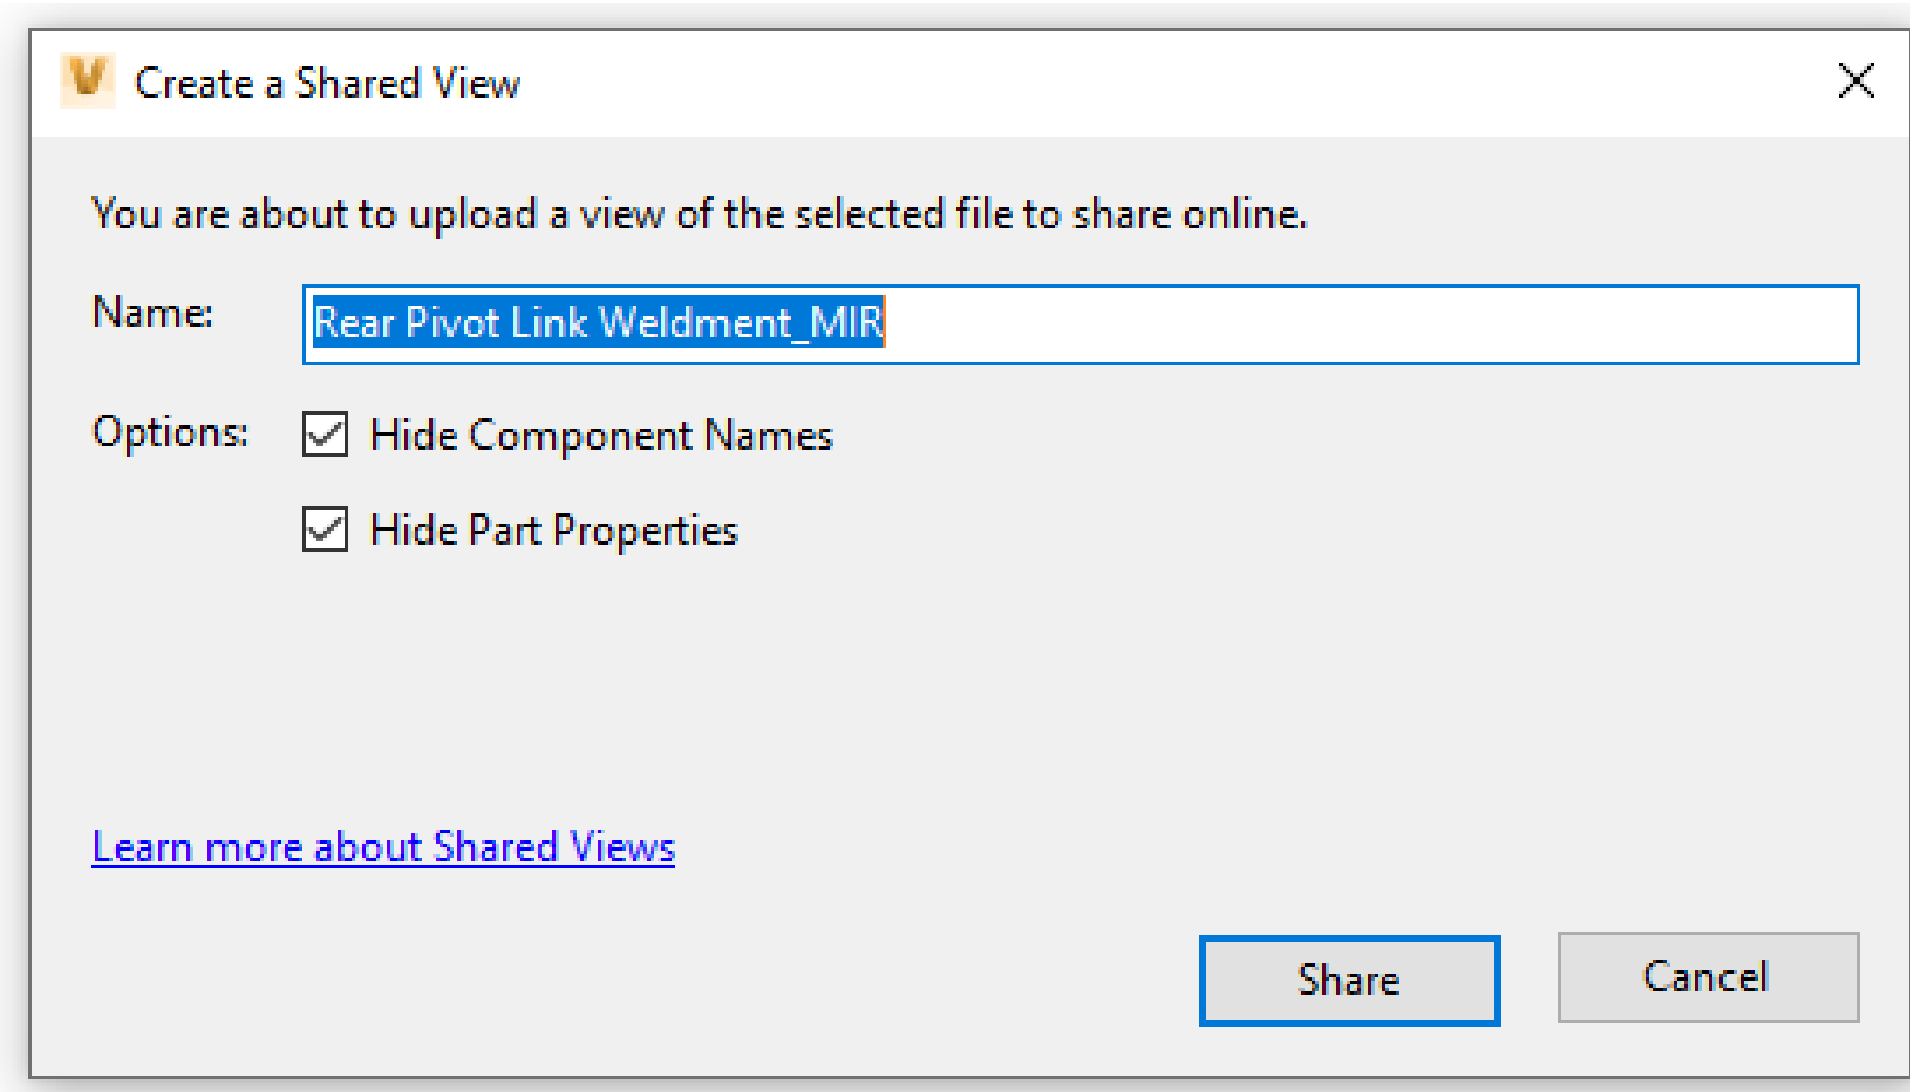 Create a Shared View
You are about to upload a view of the selected file to share online.
Name: Rear Pivot Link Weldment_MIR
Options: Hide Component Names
Hide Part Properties
Learn more about Shared Views
Share Cancel